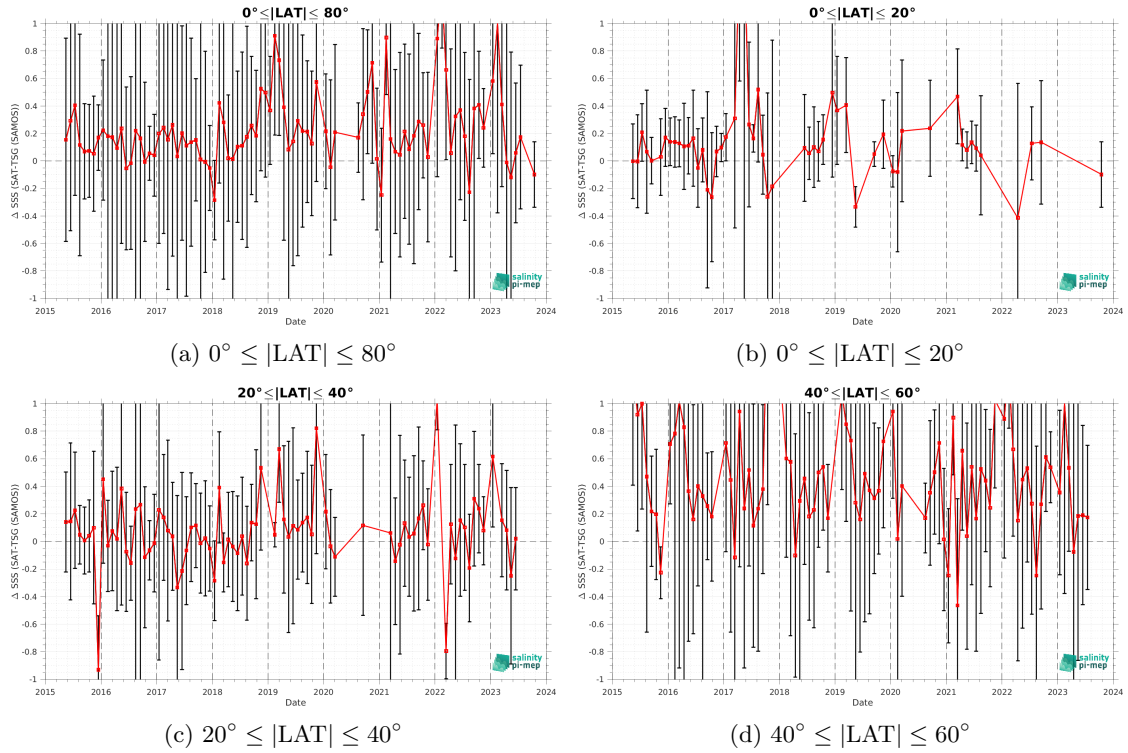 0°≤|LAT|≤ 80°
Δ SSS (SAT-TSG (SAMOS))
1
0.8
0.6
0.4
0.2
0
-0.2
-0.4
-0.6
-0.8
-1
salinity
pi-mep
2015 2016 2017 2018 2019 2020 2021 2022 2023 2024
Date
(a) 0° ≤ |LAT| ≤ 80°
0°≤|LAT|≤ 20°
Δ SSS (SAT-TSG (SAMOS))
1
0.8
0.6
0.4
0.2
0
-0.2
-0.4
-0.6
-0.8
-1
salinity
pi-mep
2015 2016 2017 2018 2019 2020 2021 2022 2023 2024
Date
(b) 0° ≤ |LAT| ≤ 20°
20°≤|LAT|≤ 40°
Δ SSS (SAT-TSG (SAMOS))
1
0.8
0.6
0.4
0.2
0
-0.2
-0.4
-0.6
-0.8
-1
salinity
pi-mep
2015 2016 2017 2018 2019 2020 2021 2022 2023 2024
Date
(c) 20° ≤ |LAT| ≤ 40°
40°≤|LAT|≤ 60°
Δ SSS (SAT-TSG (SAMOS))
1
0.8
0.6
0.4
0.2
0
-0.2
-0.4
-0.6
-0.8
-1
salinity
pi-mep
2015 2016 2017 2018 2019 2020 2021 2022 2023 2024
Date
(d) 40° ≤ |LAT| ≤ 60°